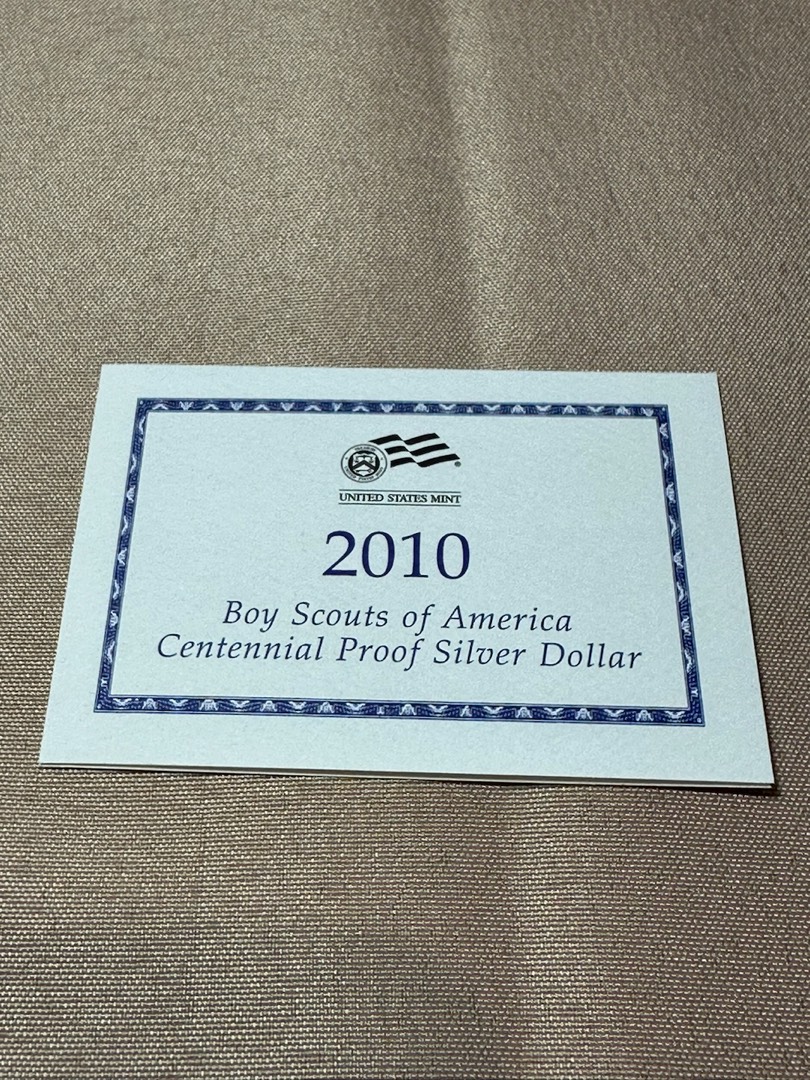 UNITED STATES MINT
2010
Boy Scouts of America
Centennial Proof Silver Dollar